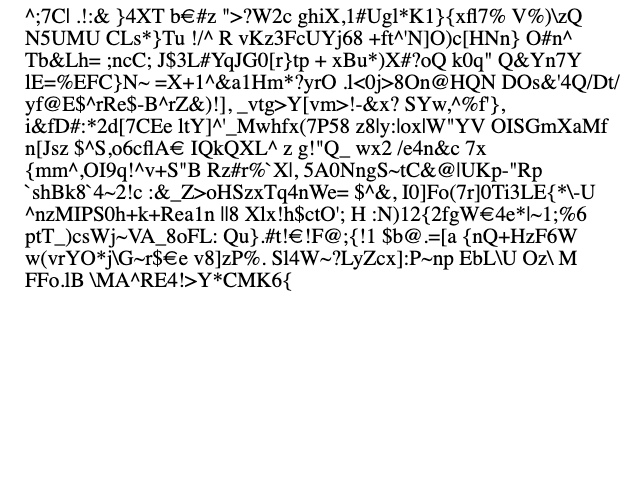 ^;7C| .!:& }4XT b€#z ">?W2c ghiX,1#Ugl*K1}{xfl7% V%)\zQ
N5UMU CLs*}Tu !/^ R vKz3FcUYj68 +ft^'N]O)c[HNn} O#n^
Tb&Lh= ;ncC; J$3L#YqJG0[r}tp + xBu*)X#?oQ k0q" Q&Yn7Y
lE=%EFC}N~ =X+1^&a1Hm*?yrO .l<0j>8On@HQN DOs&'4Q/Dt/
yf@E$^rRe$-B^rZ&)!], _vtg>Y[vm>!-&x? SYw,^%f'},
i&fD#:*2d[7CEe ltY]^'_Mwhfx(7P58 z8|y:|ox|W"YV OISGmXaMf
n[Jsz $^S,o6cflA€ IQkQXL^ z g!"Q_ wx2 /e4n&c 7x
{mm^,OI9q!^v+S"B Rz#r%`X|, 5A0NngS~tC&@|UKp-"Rp
`shBk8`4~2!c :&_Z>oHSzxTq4nWe= $^&, I0]Fo(7r]0Ti3LE{*\-U
^nzMIPS0h+k+Rea1n ||8 Xlx!h$ctO'; H :N)12{2fgW€4e*|~1;%6
ptT_)csWj~VA_8oFL: Qu}.#t!€!F@;{!1 $b@.=[a {nQ+HzF6W
w(vrYO*j\G~r$€e v8]zP%. Sl4W~?LyZcx]:P~np EbL\U Oz\ M
FFo.lB \MA^RE4!>Y*CMK6{